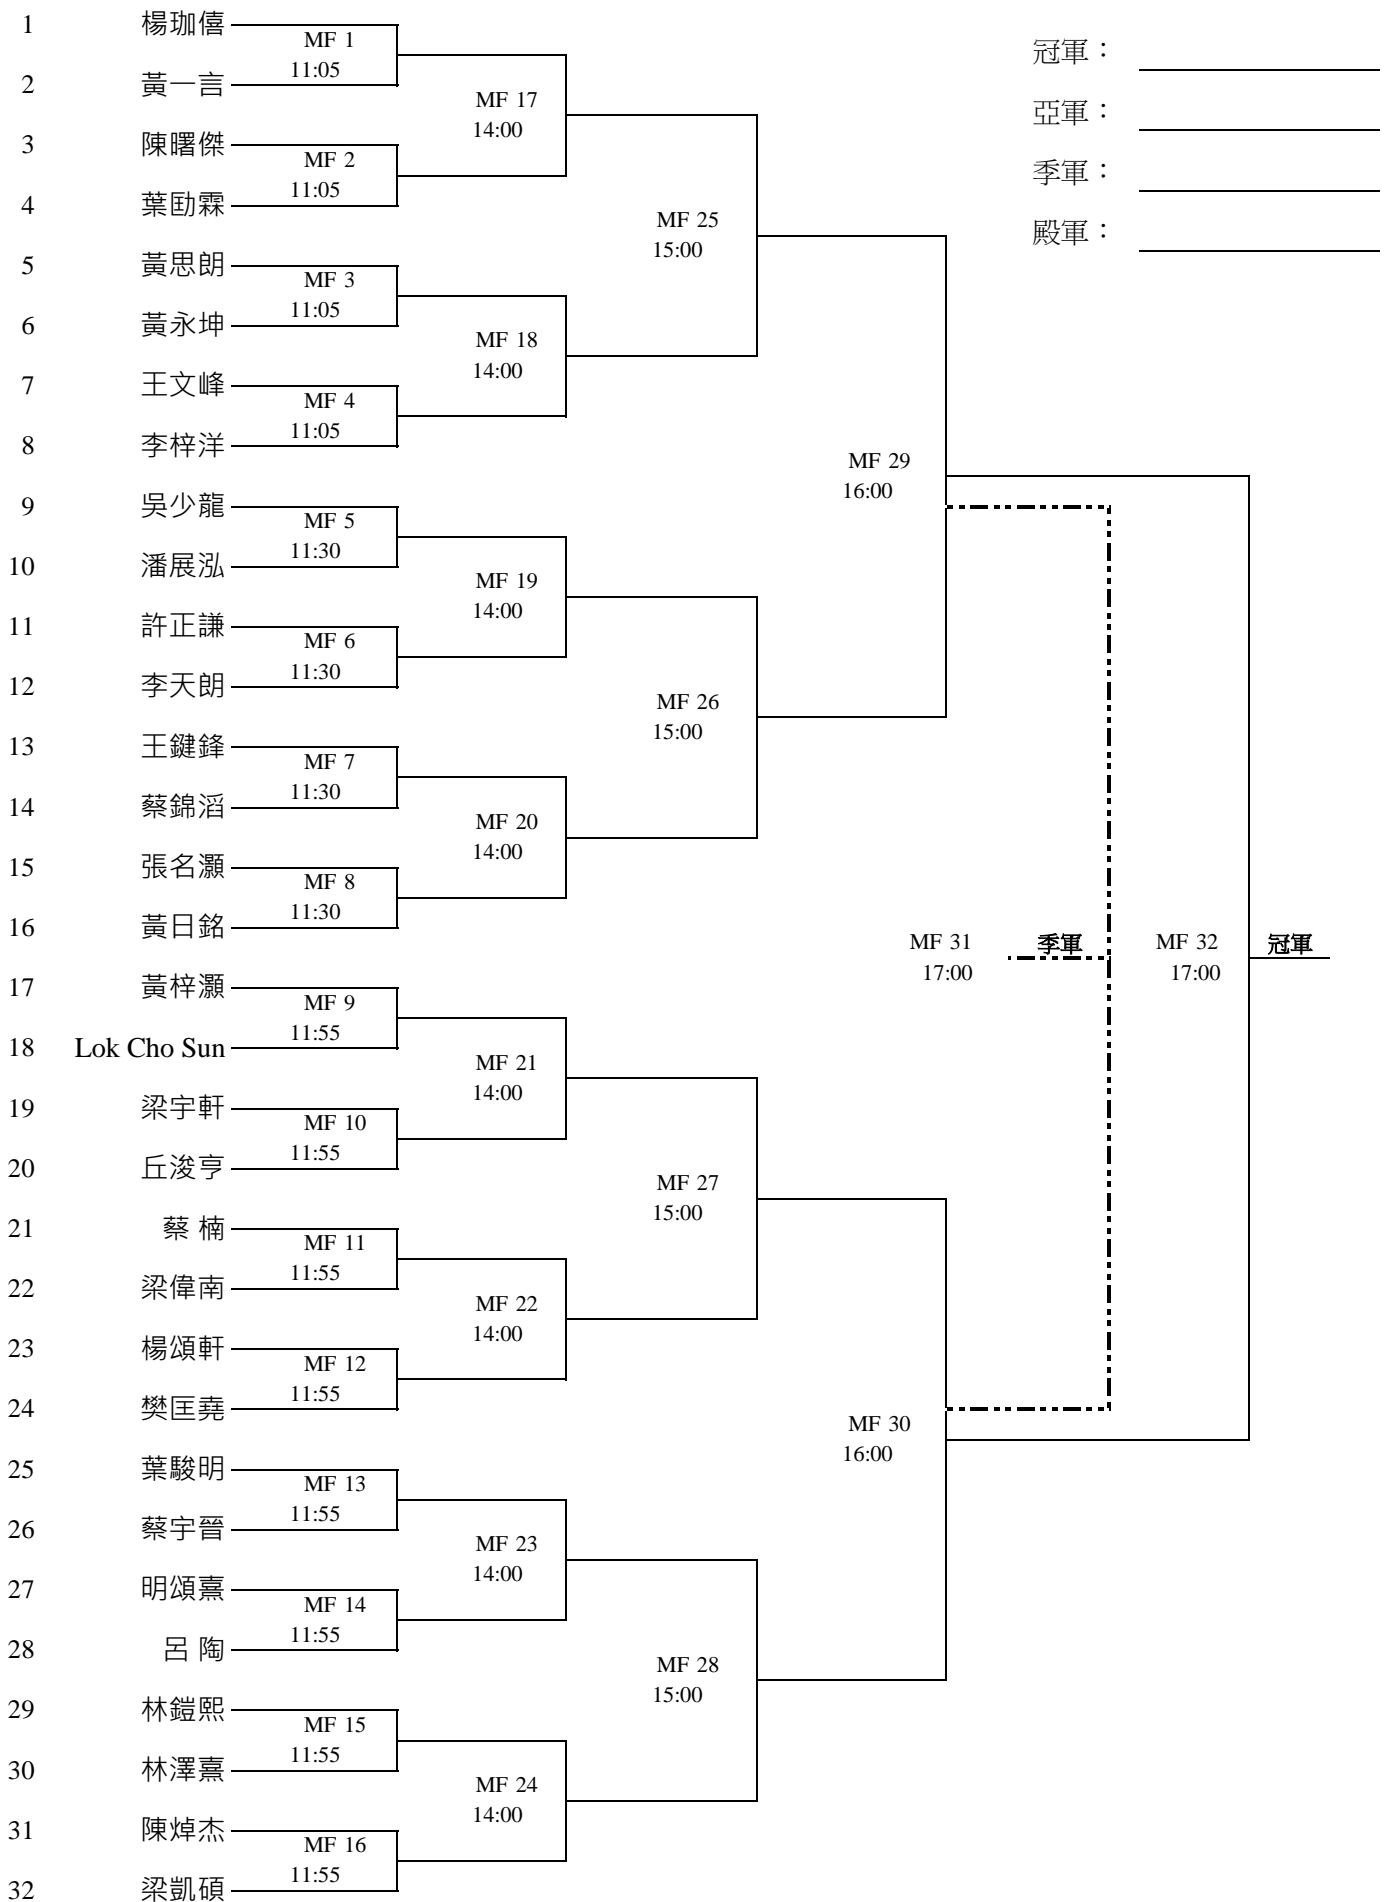 1 楊珈僖
MF 1
11:05
2 黃一言
MF 17
14:00
3 陳曙傑
MF 2
11:05
4 葉劻霖
MF 25
15:00
5 黃思朗
MF 3
11:05
6 黃永坤
MF 18
14:00
7 王文峰
MF 4
11:05
8 李梓洋
MF 29
16:00
9 吳少龍
MF 5
11:30
10 潘展泓
MF 19
14:00
11 許正謙
MF 6
11:30
12 李天朗
MF 26
15:00
13 王鍵鋒
MF 7
11:30
14 蔡錦滔
MF 20
14:00
15 張名灝
MF 8
11:30
16 黃日銘
MF 31 季軍 MF 32 冠軍
17:00 17:00
17 黃梓灝
MF 9
11:55
18 Lok Cho Sun
MF 21
14:00
19 梁宇軒
MF 10
11:55
20 丘浚亨
MF 27
15:00
21 蔡 楠
MF 11
11:55
22 梁偉南
MF 22
14:00
23 楊頌軒
MF 12
11:55
24 樊匡堯
MF 30
16:00
25 葉駿明
MF 13
11:55
26 蔡宇晉
MF 23
14:00
27 明頌熹
MF 14
11:55
28 呂 陶
MF 28
15:00
29 林鎧熙
MF 15
11:55
30 林澤熹
MF 24
14:00
31 陳焯杰
MF 16
11:55
32 梁凱碩
冠軍：
亞軍：
季軍：
殿軍：